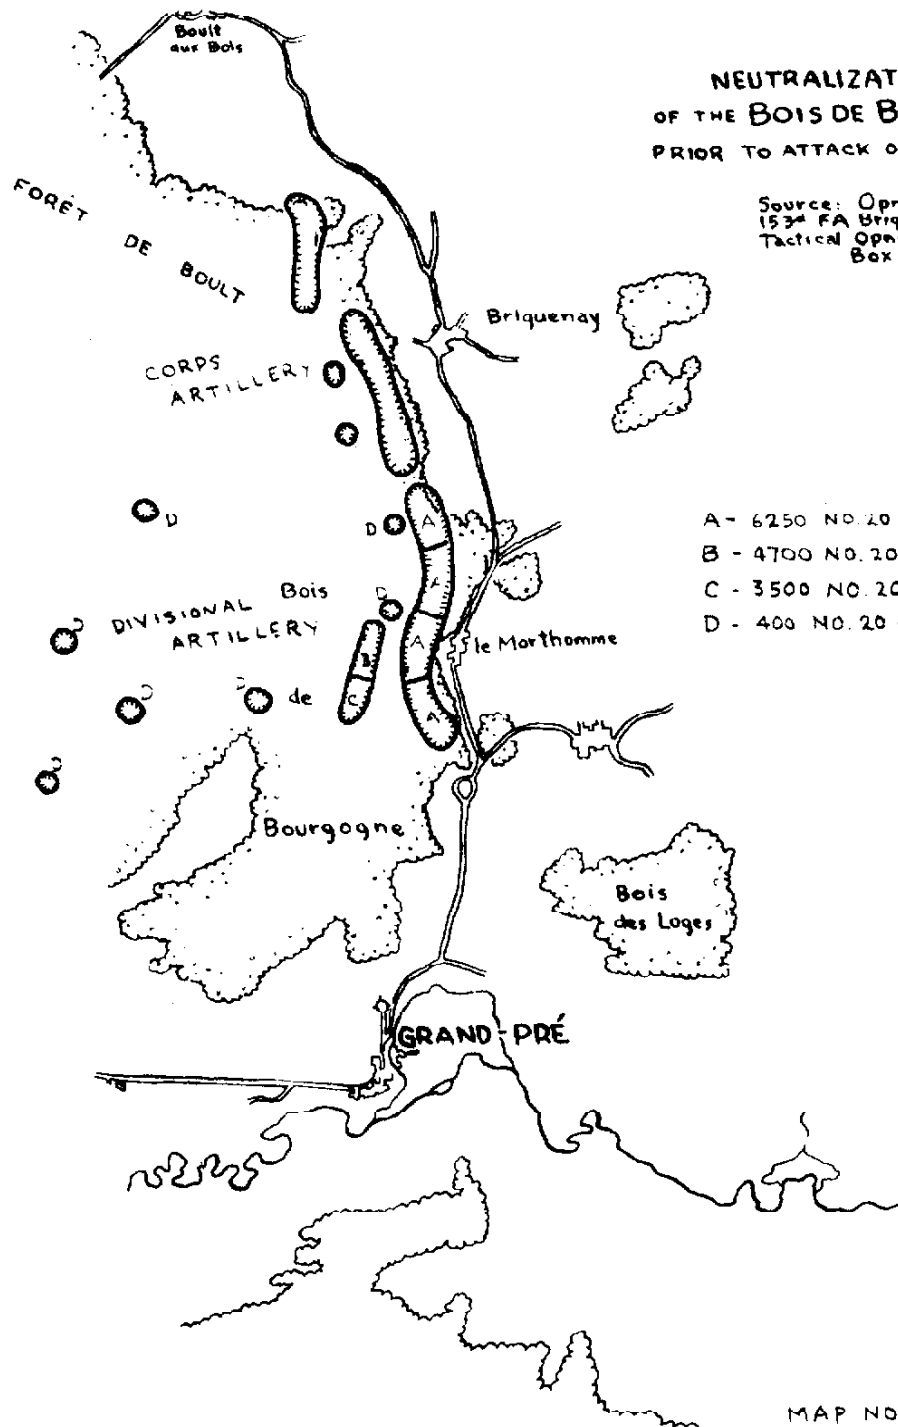 Boult
aux Bois
NEUTRALIZAT
OF THE BOIS DE B
PRIOR TO ATTACK O
Source: Opn
153d FA Brig
Tactical Opn
Box
FORÊT
DE BOULT
Briquenay
CORPS
ARTILLERY
D
D
A
A - 6250 NO. 20
B - 4700 NO. 20
C - 3500 NO. 20
D - 400 NO. 20
A
DIVISIONAL Bois
ARTILLERY
D
A
le Morthomme
B
C
D
de
A
Bourgogne
Bois
des Loges
GRAND-PRÉ
MAP NO